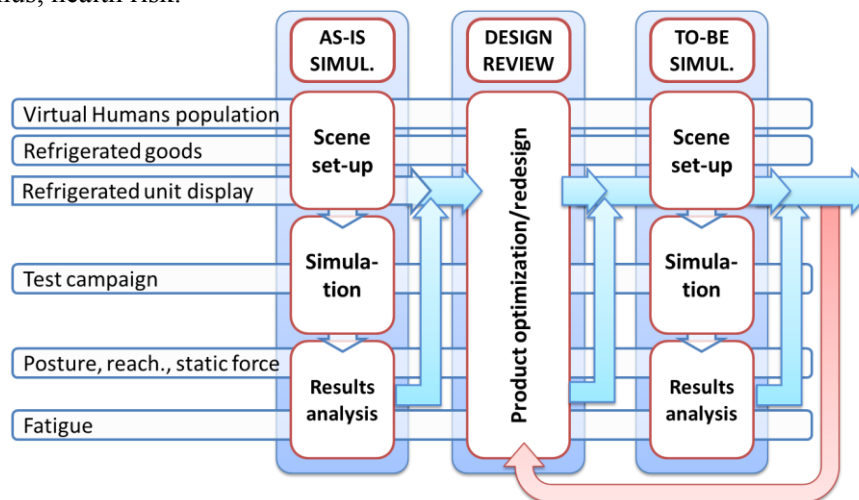 health risk.
AS-IS
SIMUL.
DESIGN
REVIEW
TO-BE
SIMUL.
Virtual Humans population
Refrigerated goods
Refrigerated unit display
Test campaign
Posture, reach., static force
Fatigue
Scene
set-up
Simula-
tion
Results
analysis
Product optimization/redesign
Scene
set-up
Simula-
tion
Results
analysis